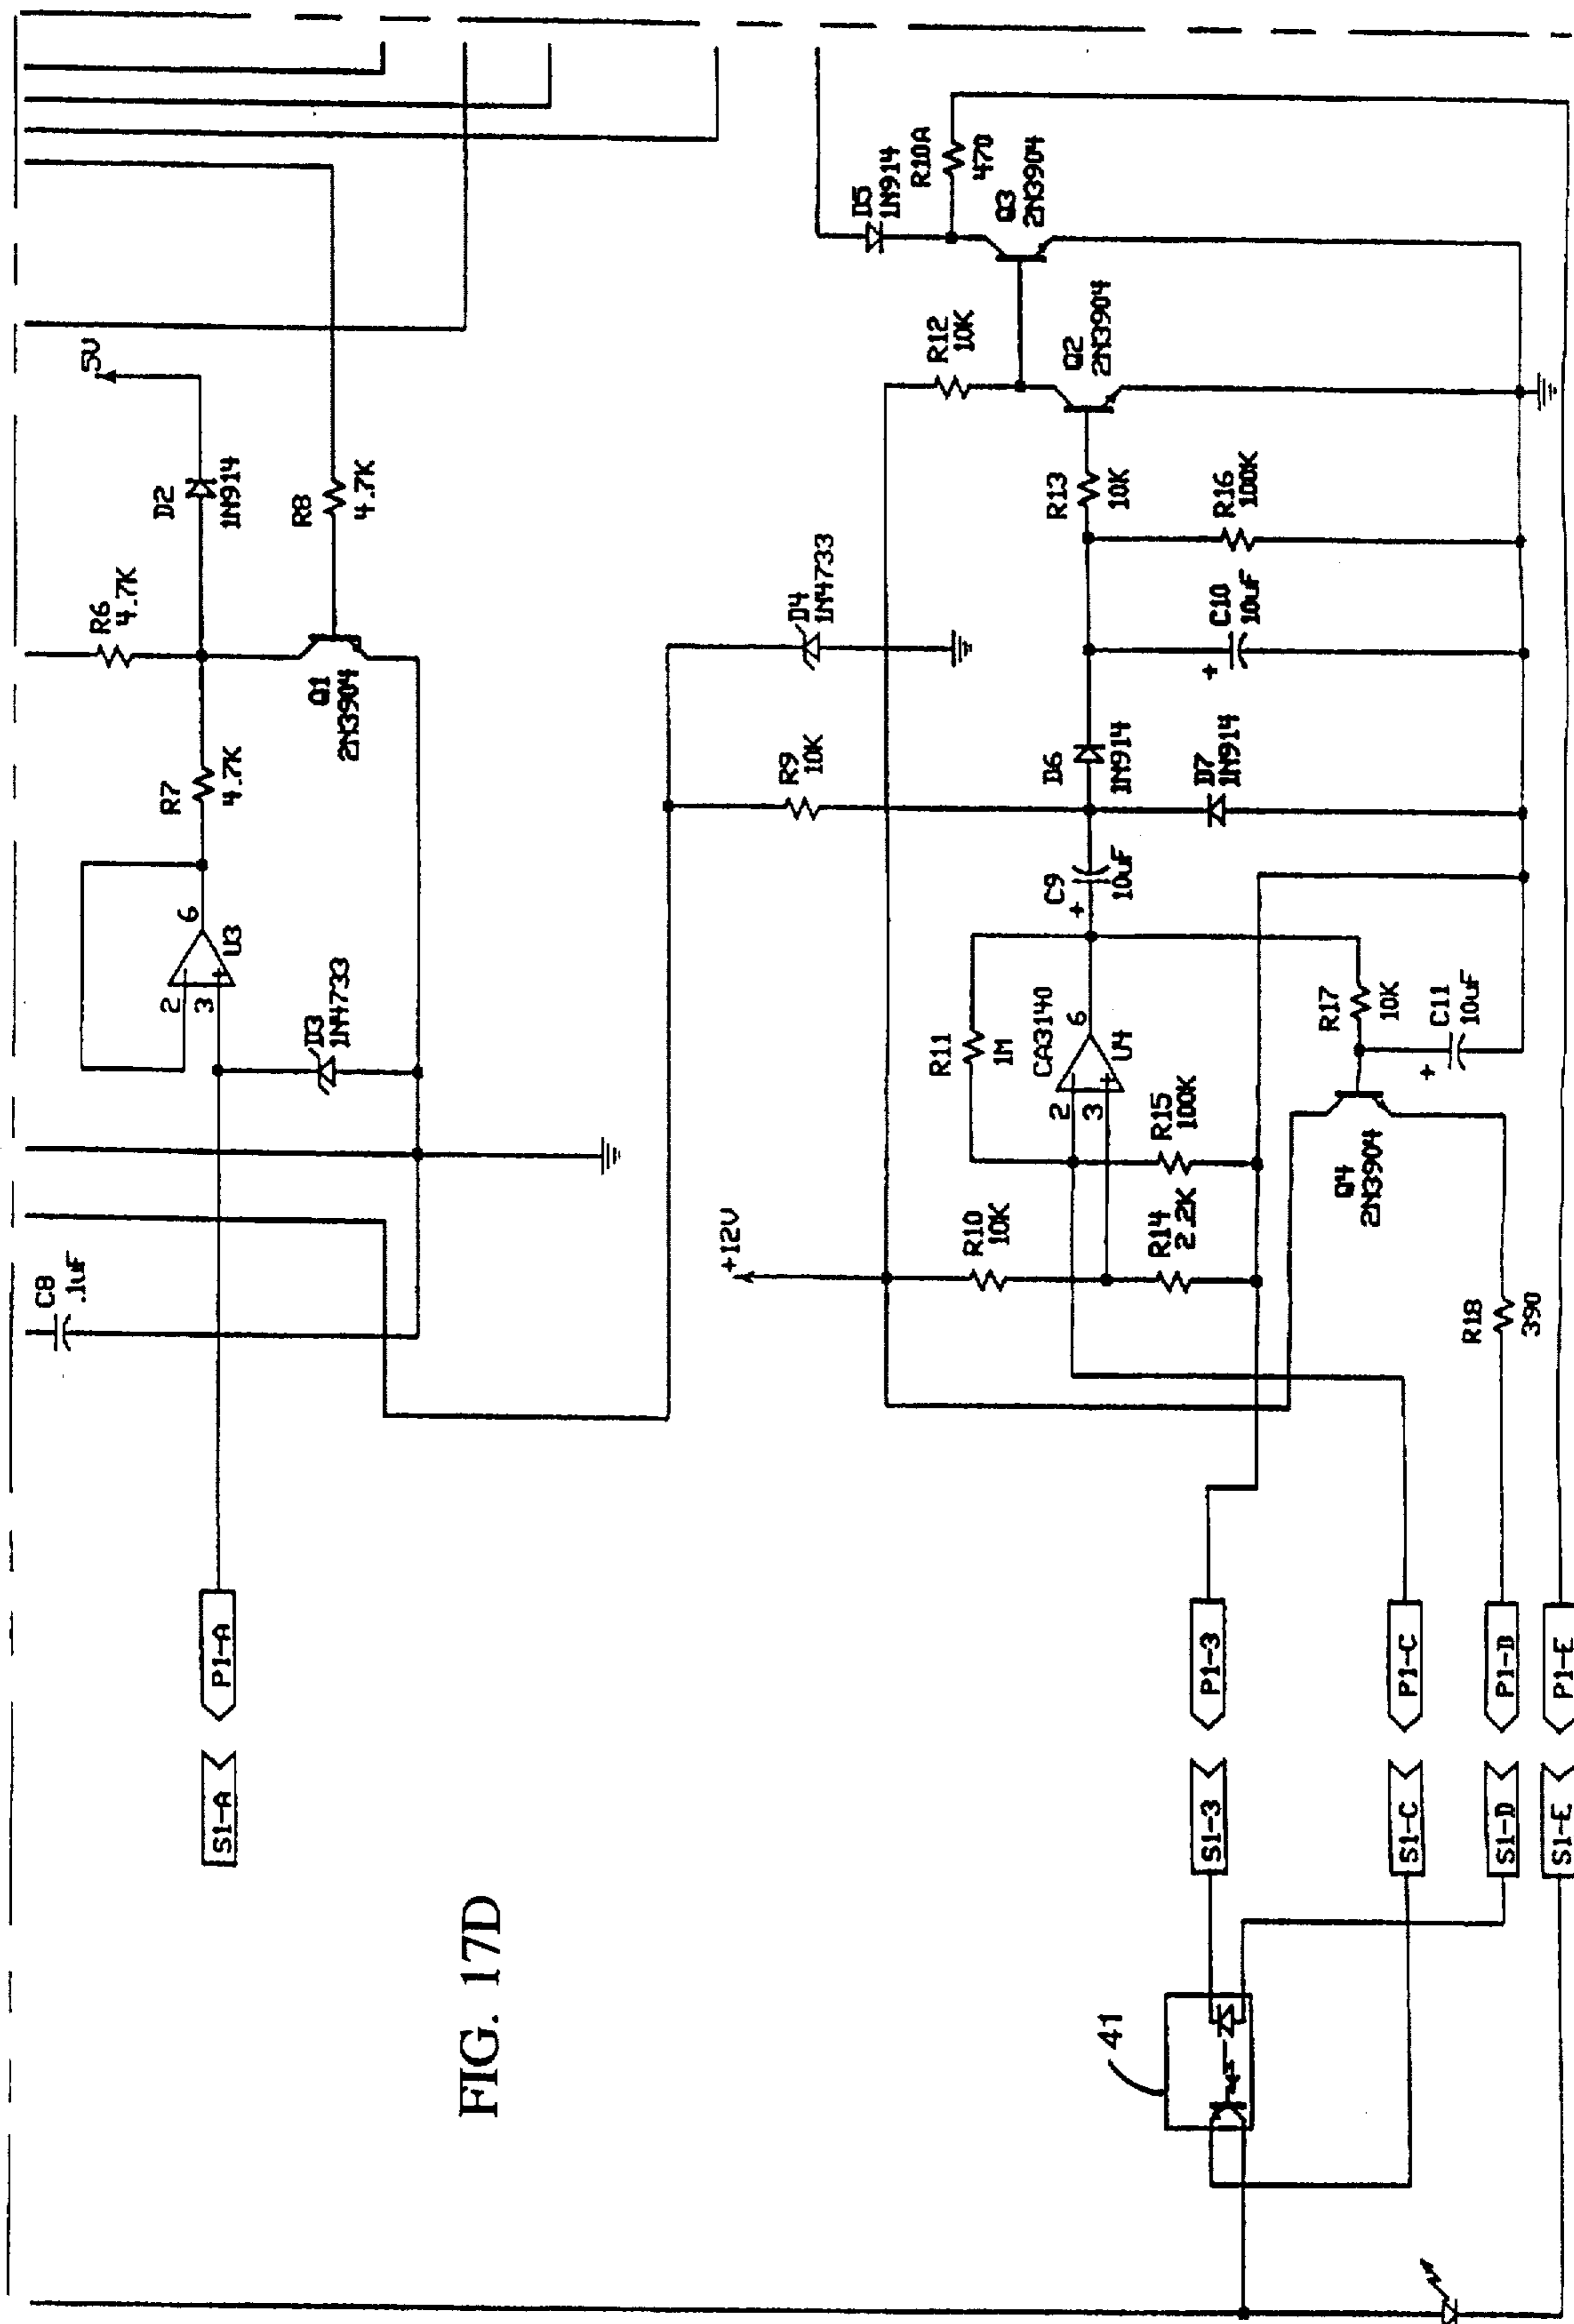 C8
.1uF
R6
4.7K
5V
D2
1N914
R7
4.7K
2
3
6
U3
D3
1N4733
Q1
2N3904
R8
4.7K
S1-A
P1-A
FIG. 17D
+12V
R9
10K
D4
1N4733
D5
1N914
R10A
470
Q3
2N3904
R12
10K
Q2
2N3904
R10
10K
R11
1M
CA3140
2
3
6
U4
C9
+
10uF
D6
1N914
R13
10K
R14
2.2K
R15
100K
D7
1N914
+
C10
10uF
R16
100K
R17
10K
+
C11
10uF
Q4
2N3904
R18
390
41
S1-3
P1-3
S1-C
P1-C
S1-D
P1-D
S1-E
P1-E